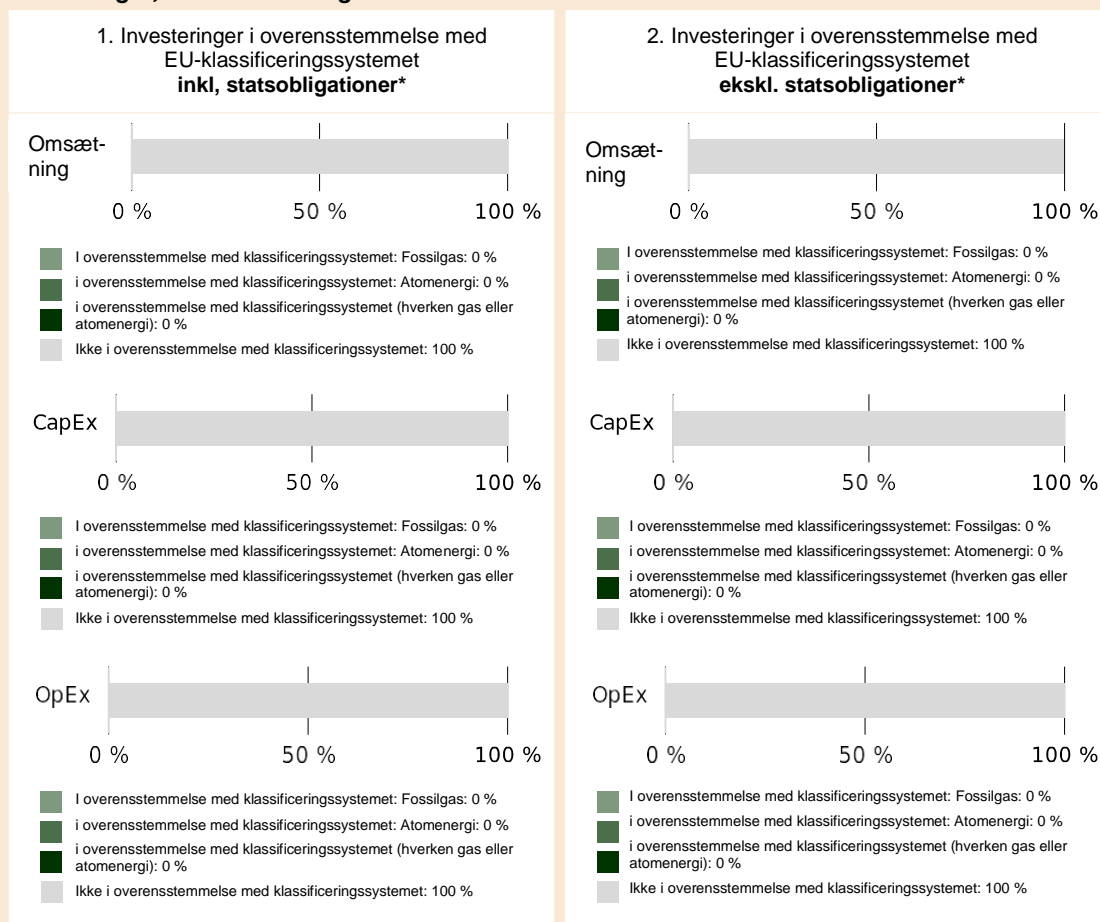 1. Investeringer i overensstemmelse med
EU-klassificeringssystemet
inkl, statsobligationer*
Omsæt-
ning
0 %
50 %
100 %
I overensstemmelse med klassificeringssystemet: Fossilgas: 0 %
i overensstemmelse med klassificeringssystemet: Atomenergi: 0 %
i overensstemmelse med klassificeringssystemet (hverken gas eller
atomenergi): 0 %
Ikke i overensstemmelse med klassificeringssystemet: 100 %
CapEx
0 %
50 %
100 %
I overensstemmelse med klassificeringssystemet: Fossilgas: 0 %
i overensstemmelse med klassificeringssystemet: Atomenergi: 0 %
i overensstemmelse med klassificeringssystemet (hverken gas eller
atomenergi): 0 %
Ikke i overensstemmelse med klassificeringssystemet: 100 %
OpEx
0 %
50 %
100 %
I overensstemmelse med klassificeringssystemet: Fossilgas: 0 %
i overensstemmelse med klassificeringssystemet: Atomenergi: 0 %
i overensstemmelse med klassificeringssystemet (hverken gas eller
atomenergi): 0 %
Ikke i overensstemmelse med klassificeringssystemet: 100 %
2. Investeringer i overensstemmelse med
EU-klassificeringssystemet
ekskl. statsobligationer*
Omsæt-
ning
0 %
50 %
100 %
I overensstemmelse med klassificeringssystemet: Fossilgas: 0 %
i overensstemmelse med klassificeringssystemet: Atomenergi: 0 %
i overensstemmelse med klassificeringssystemet (hverken gas eller
atomenergi): 0 %
Ikke i overensstemmelse med klassificeringssystemet: 100 %
CapEx
0 %
50 %
100 %
I overensstemmelse med klassificeringssystemet: Fossilgas: 0 %
i overensstemmelse med klassificeringssystemet: Atomenergi: 0 %
i overensstemmelse med klassificeringssystemet (hverken gas eller
atomenergi): 0 %
Ikke i overensstemmelse med klassificeringssystemet: 100 %
OpEx
0 %
50 %
100 %
I overensstemmelse med klassificeringssystemet: Fossilgas: 0 %
i overensstemmelse med klassificeringssystemet: Atomenergi: 0 %
i overensstemmelse med klassificeringssystemet (hverken gas eller
atomenergi): 0 %
Ikke i overensstemmelse med klassificeringssystemet: 100 %